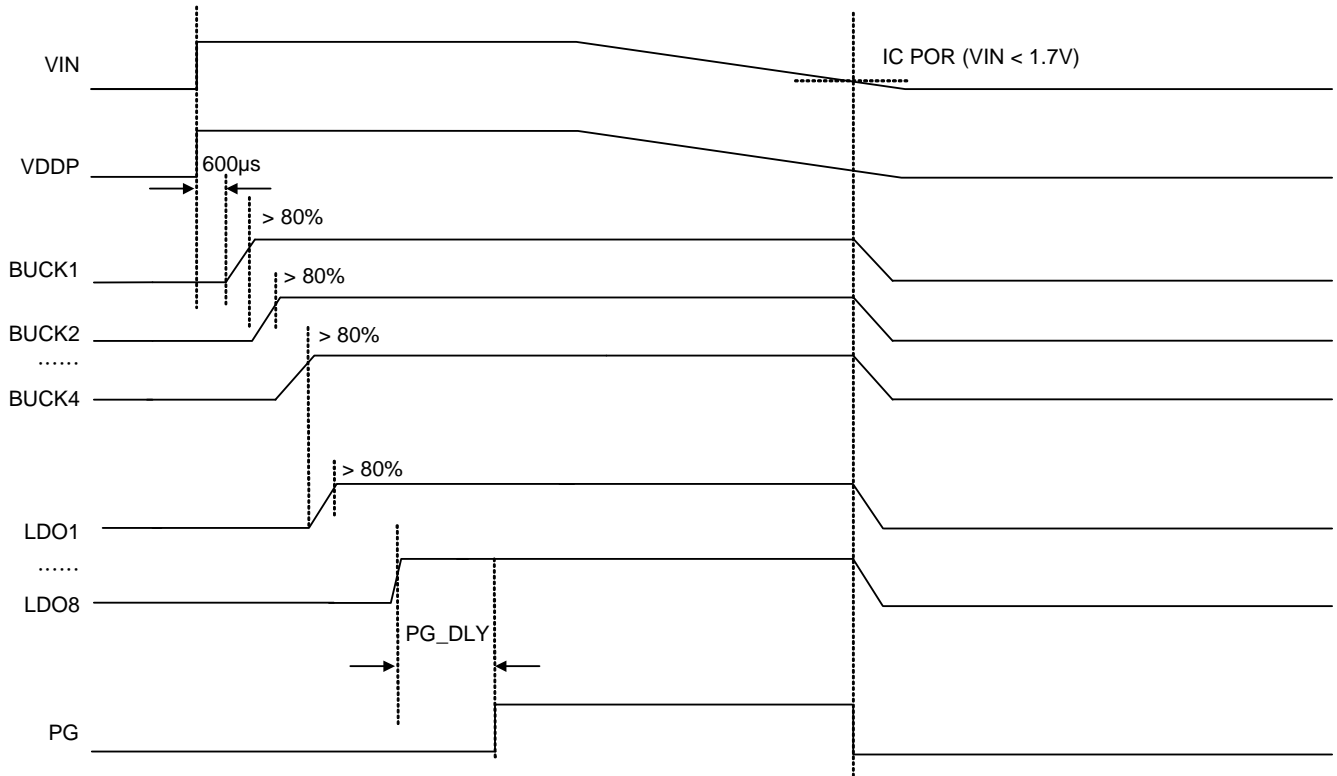 VIN
IC POR (VIN < 1.7V)
VDDP
600µs
> 80%
BUCK1
> 80%
BUCK2
> 80%
......
BUCK4
> 80%
LDO1
......
LDO8
PG_DLY
PG